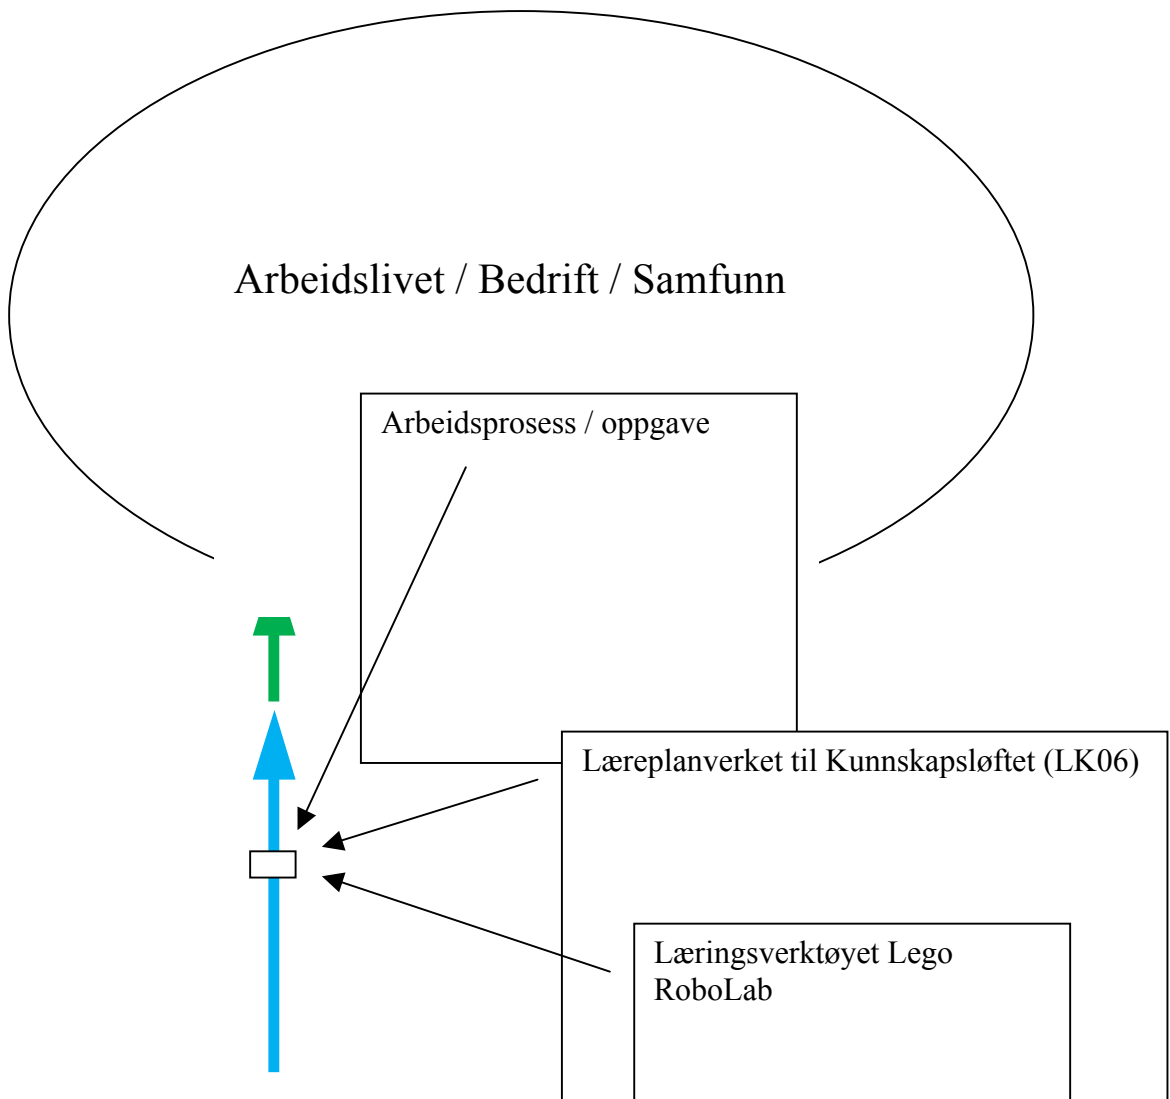 Arbeidslivet / Bedrift / Samfunn
Arbeidsprosess / oppgave
Læreplanverket til Kunnskapsløftet (LK06)
Læringsverktøyet Lego
RoboLab